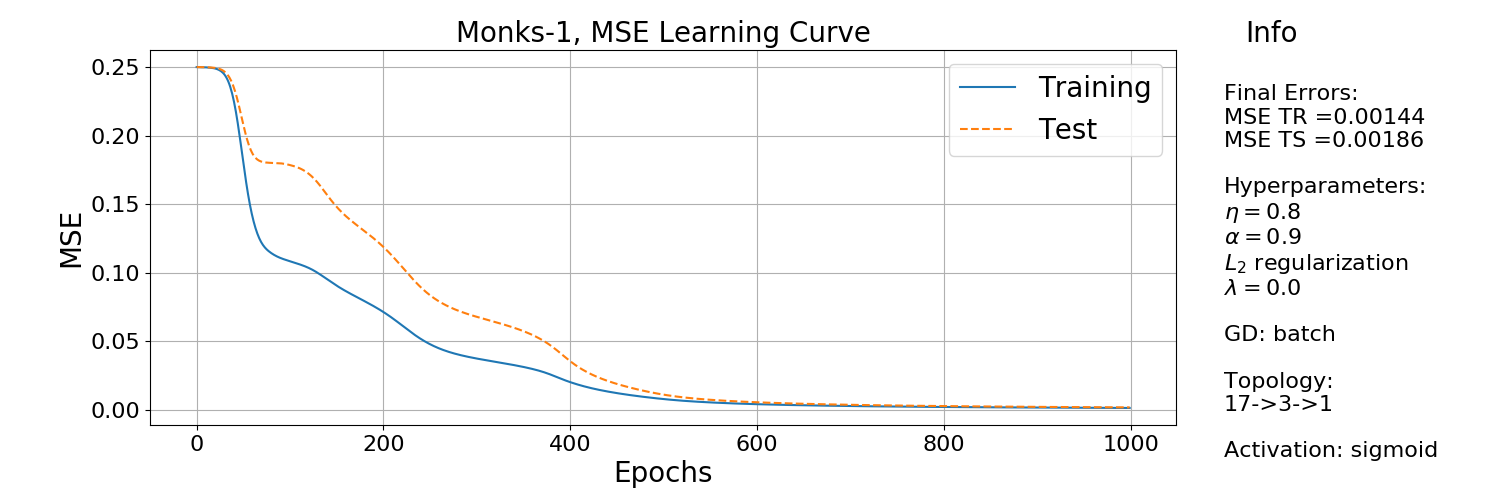 Monks-1, MSE Learning Curve
Info
0.25
0.20
0.15
0.10
0.05
0.00
MSE
0
200
400
600
800
1000
Epochs
Training
Test
Final Errors:
MSE TR =0.00144
MSE TS =0.00186
Hyperparameters:
η = 0.8
α = 0.9
L₂ regularization
λ = 0.0
GD: batch
Topology:
17->3->1
Activation: sigmoid